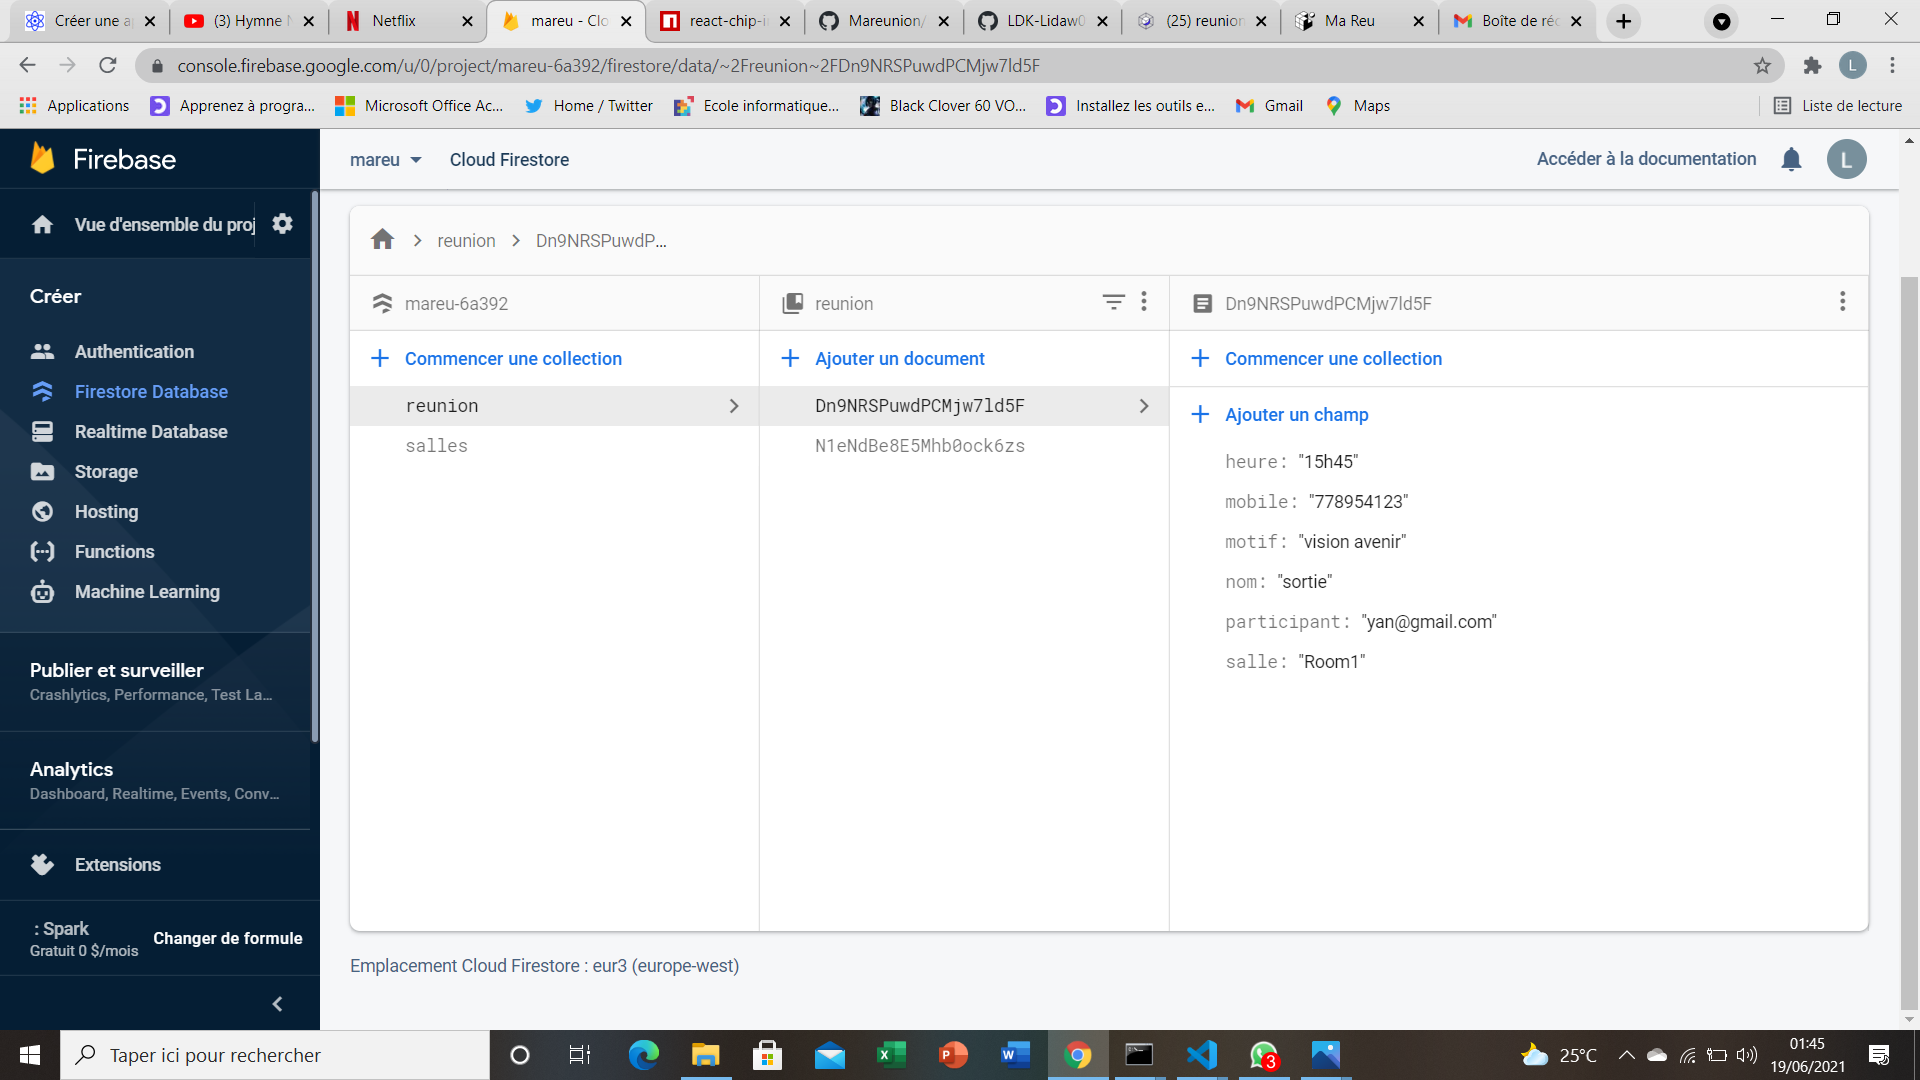 Créer une a
(3) Hymne N
Netflix
mareu - Clo
react-chip-i
Mareunion/
LDK-Lidaw0
(25) reunion
Ma Reu
Boîte de réc
console.firebase.google.com/u/0/project/mareu-6a392/firestore/data/~2Freunion~2FDn9NRSPuwdPCMjw7ld5F
L
Applications
Apprenez à progra...
Microsoft Office Ac...
Home / Twitter
Ecole informatique...
Black Clover 60 VO...
Installez les outils e...
Gmail
Maps
Liste de lecture
Firebase
Vue d'ensemble du proj
Créer
Authentication
Firestore Database
Realtime Database
Storage
Hosting
Functions
Machine Learning
Publier et surveiller
Crashlytics, Performance, Test La...
Analytics
Dashboard, Realtime, Events, Conv...
Extensions
: Spark
Gratuit 0 $/mois
Changer de formule
mareu
Cloud Firestore
Accéder à la documentation
L
reunion
Dn9NRSPuwdP...
mareu-6a392
reunion
Dn9NRSPuwdPCMjw7ld5F
Commencer une collection
Ajouter un document
Commencer une collection
reunion
salles
Dn9NRSPuwdPCMjw7ld5F
N1eNdBe8E5Mhb0ock6zs
Ajouter un champ
heure: "15h45"
mobile: "778954123"
motif: "vision avenir"
nom: "sortie"
participant: "yan@gmail.com"
salle: "Room1"
Emplacement Cloud Firestore : eur3 (europe-west)
Taper ici pour rechercher
3
25°C
01:45
19/06/2021